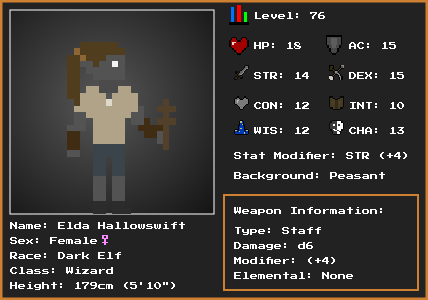 Level: 76
HP: 18
AC: 15
STR: 14
DEX: 15
CON: 12
INT: 10
WIS: 12
CHA: 13
Stat Modifier: STR (+4)
Background: Peasant
Weapon Information:
Type: Staff
Damage: d6
Modifier: (+4)
Elemental: None
Name: Elda Hallowswift
Sex: Female♀
Race: Dark Elf
Class: Wizard
Height: 179cm (5'10")